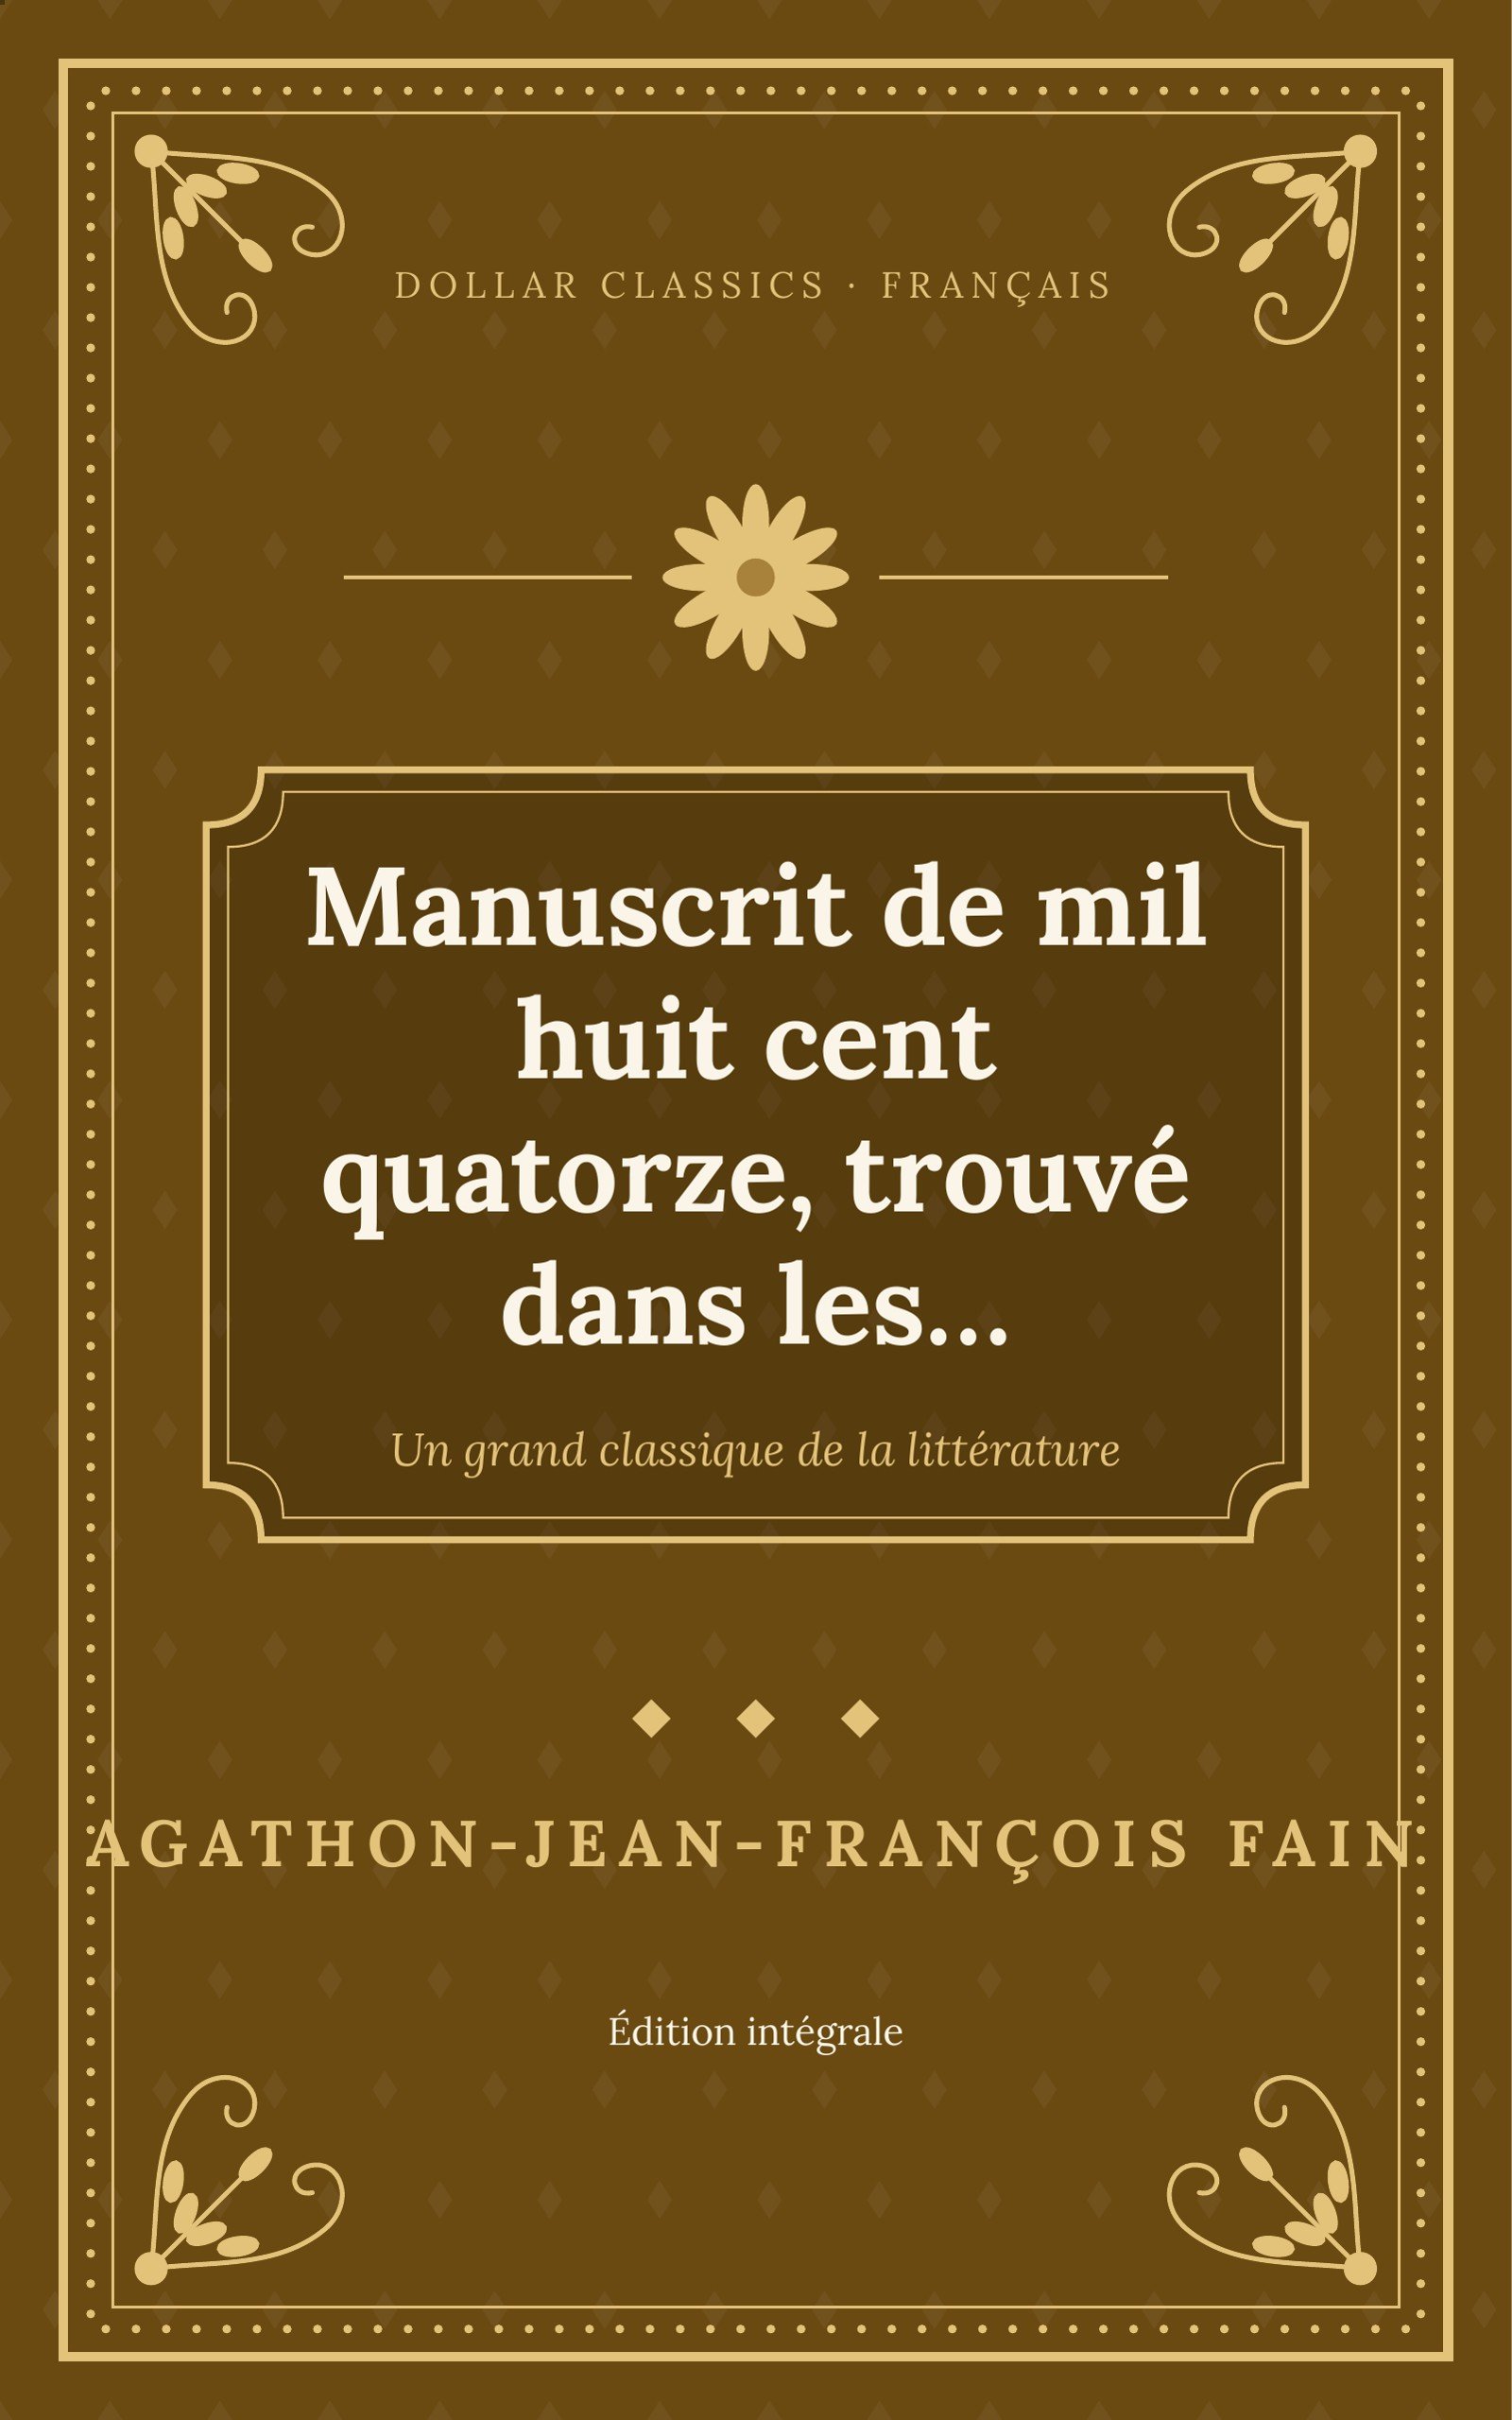 DOLLAR CLASSICS · FRANÇAIS
Manuscrit de mil
huit cent
quatorze, trouvé
dans les...
Un grand classique de la littérature
AGATHON-JEAN-FRANÇOIS FAIN
Édition intégrale